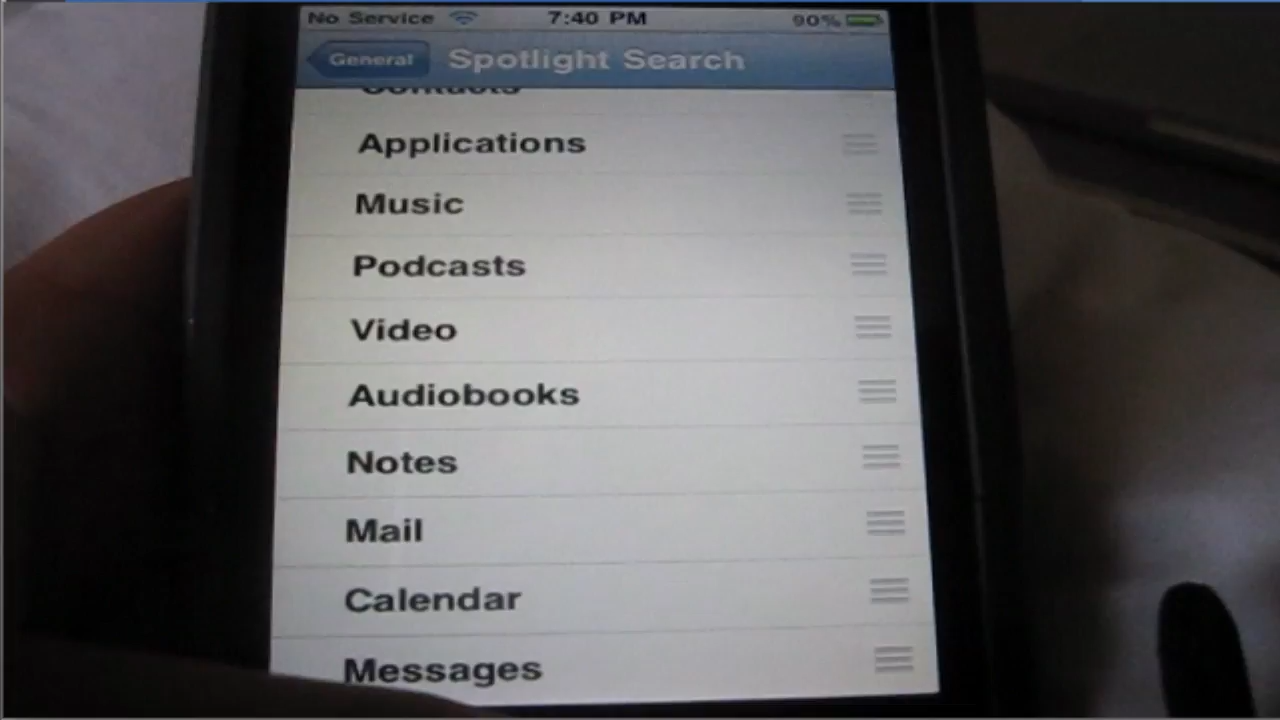 No Service 7:40 PM 90%
General Spotlight Search
Contacts
Applications
Music
Podcasts
Video
Audiobooks
Notes
Mail
Calendar
Messages